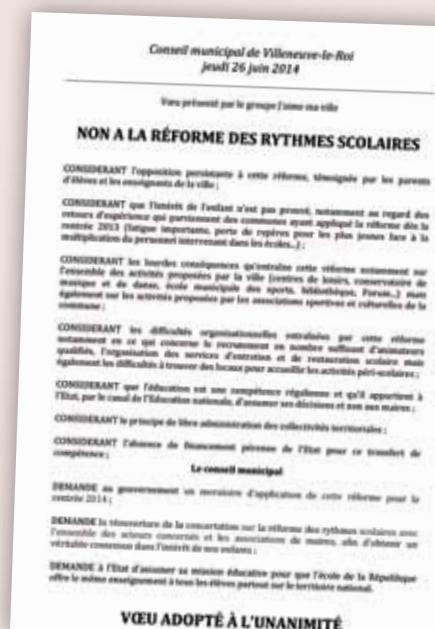 Conseil municipal de Villeneuve-le-Roi
jeudi 26 juin 2014
Vœu présenté par le groupe J'aime ma ville
NON A LA RÉFORME DES RYTHMES SCOLAIRES
CONSIDERANT l'opposition persistante à cette réforme, témoignée par les parents
d'élèves et les enseignants de la ville ;
CONSIDERANT que l'intérêt de l'enfant n'est pas prouvé, notamment au regard des
retours d'expérience qui parviennent des communes ayant appliqué la réforme dès la
rentrée 2013 (fatigue importante, perte de repères pour les plus jeunes face à la
multiplication du personnel intervenant dans les écoles...) ;
CONSIDERANT les lourdes conséquences qu'entraîne cette réforme notamment sur
l'ensemble des activités proposées par la ville (centres de loisirs, conservatoire de
musique et de danse, école municipale des sports, bibliothèque, Forum...) mais
également sur les activités proposées par les associations sportives et culturelles de la
commune ;
CONSIDERANT les difficultés organisationnelles entraînées par cette réforme
notamment en ce qui concerne le recrutement en nombre suffisant d'animateurs
qualifiés, l'organisation des services d'entretien et de restauration scolaire mais
également les difficultés à trouver des locaux pour accueillir les activités péri-scolaires ;
CONSIDERANT que l'éducation est une compétence régalienne et qu'il appartient à
l'Etat, par le canal de l'Education nationale, d'assumer ses décisions et non aux maires ;
CONSIDERANT le principe de libre administration des collectivités territoriales ;
CONSIDERANT l'absence de financement pérenne de l'Etat pour ce transfert de
compétence ;
Le conseil municipal
DEMANDE au gouvernement un moratoire d'application de cette réforme pour la
rentrée 2014 ;
DEMANDE la réouverture de la concertation sur la réforme des rythmes scolaires avec
l'ensemble des acteurs concernés et les associations de maires, afin d'obtenir un
véritable consensus dans l'intérêt de nos enfants ;
DEMANDE à l'Etat d'assumer sa mission éducative pour que l'école de la République
offre le même enseignement à tous les élèves partout sur le territoire national.
VŒU ADOPTÉ À L'UNANIMITÉ